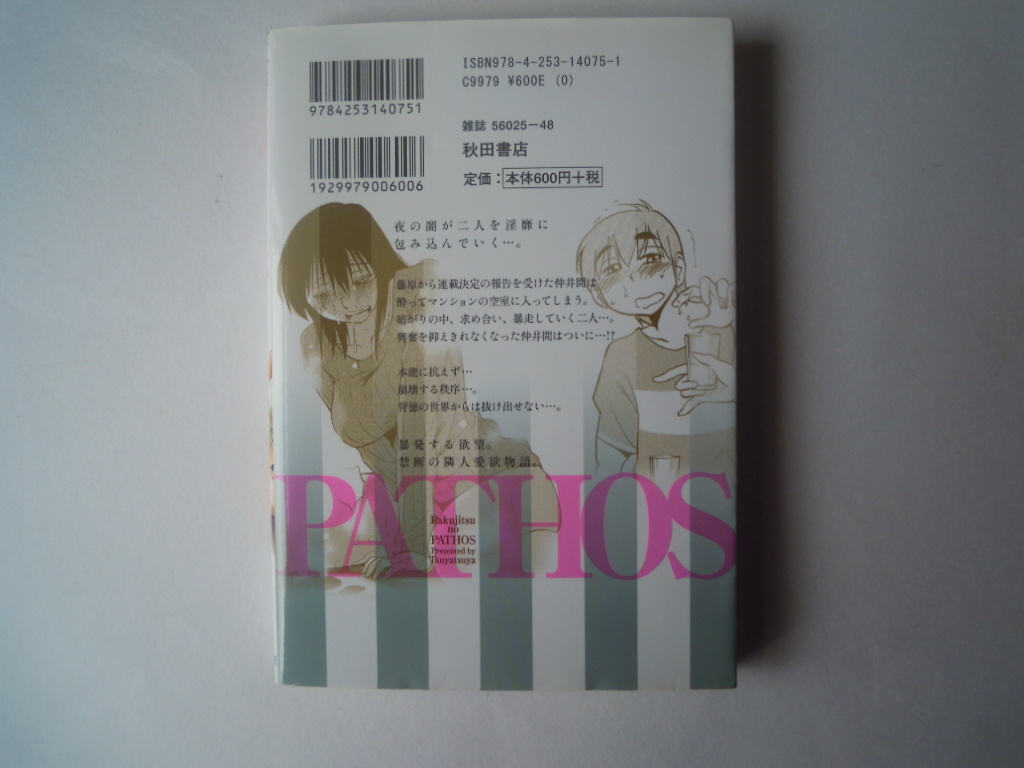 ISBN978-4-253-14075-1
C9979 ¥600E (0)
9784253140751
雑誌 56025-48
秋田書店
定価：本体600円+税
1929979006006
夜の闇が二人を淫靡に
包み込んでいく…。
藤原から連載決定の報告を受けた仲井間は
酔ってマンションの空室に入ってしまう。
暗がりの中、求め合い、暴走していく二人…。
興奮を抑えきれなくなった仲井間はついに…!?
本能に抗えず…
崩壊する秩序…。
背徳の世界からは抜け出せない…。
暴発する欲望。
禁断の隣人愛欲物語。
PATHOS
Rakujitsu
no
PATHOS
Presented by
Tsuyatsuya